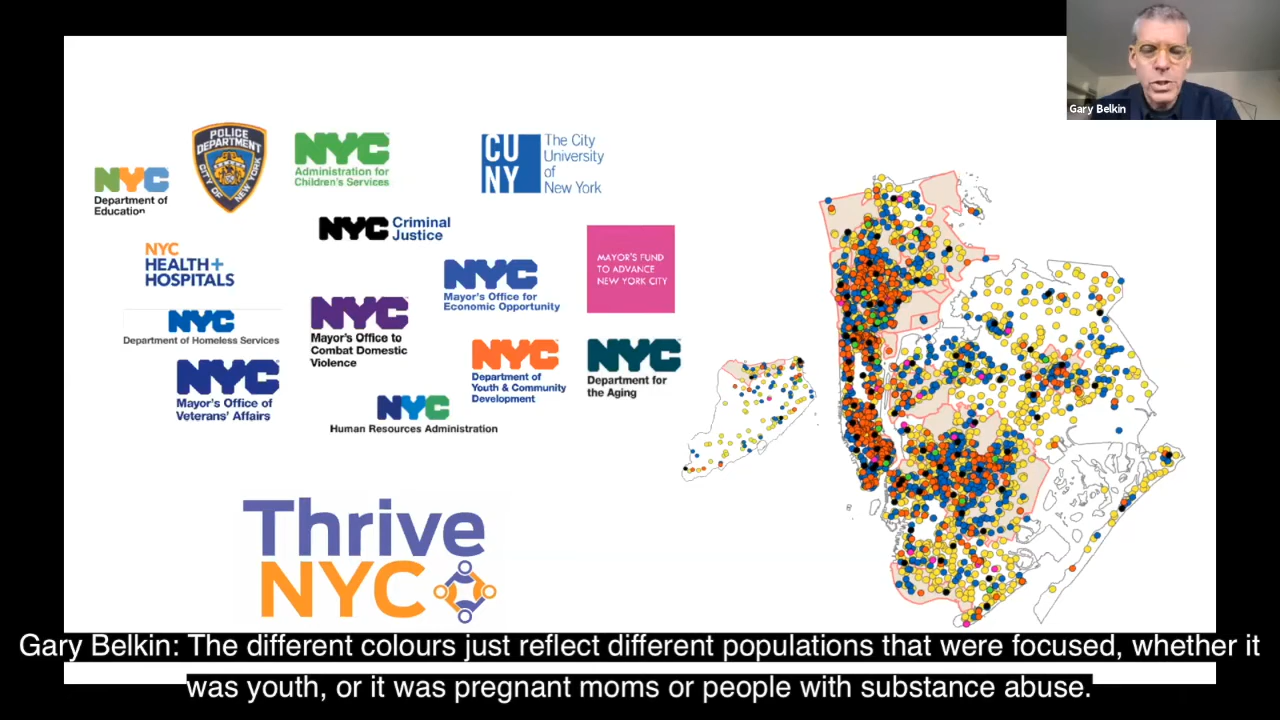 Gary Belkin
NYC
Department of
Education
POLICE
DEPARTMENT
CITY OF NEW YORK
NYC
Administration for
Children's Services
CU
NY
The City
University
of
New York
NYC Criminal
Justice
NYC
HEALTH+
HOSPITALS
NYC
Mayor's Office for
Economic Opportunity
MAYOR'S FUND
TO ADVANCE
NEW YORK CITY
NYC
Department of Homeless Services
NYC
Mayor's Office to
Combat Domestic
Violence
NYC
Department of
Youth & Community
Development
NYC
Department for
the Aging
NYC
Mayor's Office of
Veterans' Affairs
NYC
Human Resources Administration
Thrive
NYC
Gary Belkin: The different colours just reflect different populations that were focused, whether it
was youth, or it was pregnant moms or people with substance abuse.